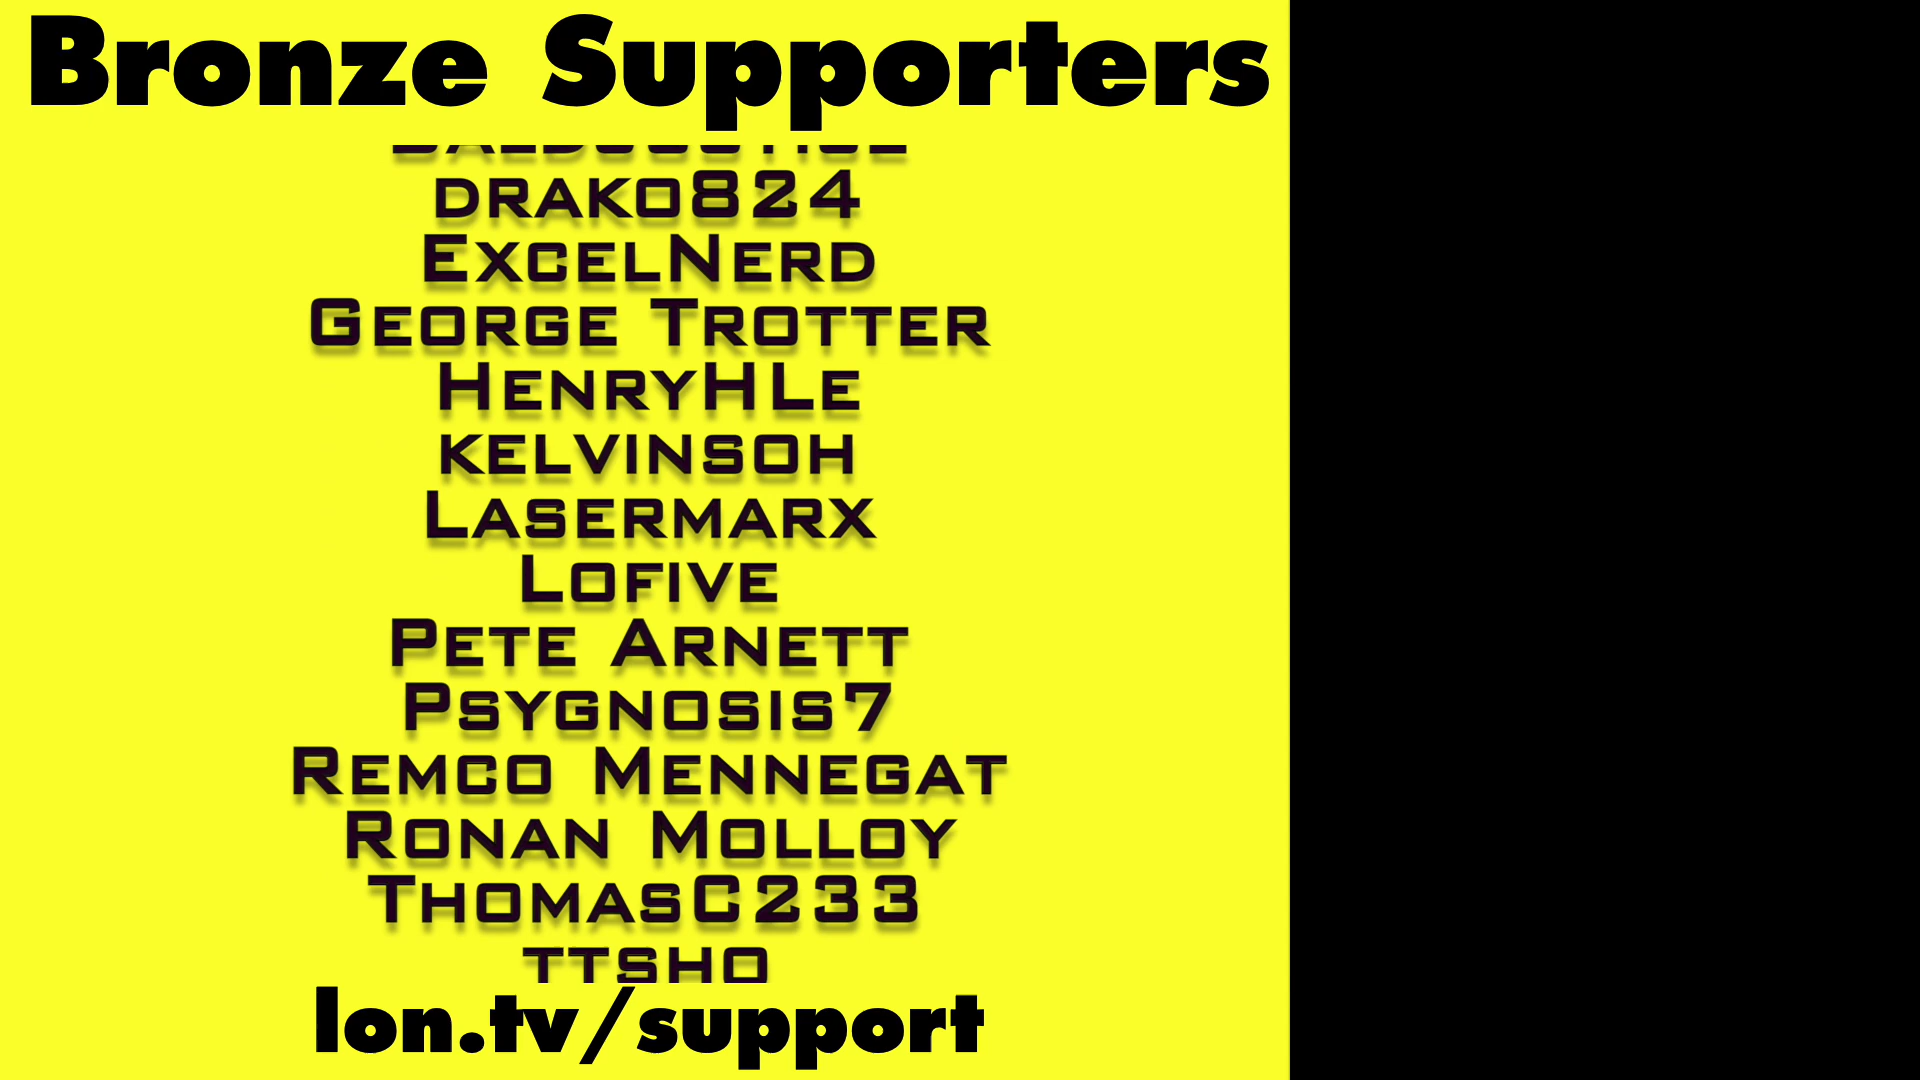 Bronze Supporters
drako824
ExcelNerd
George Trotter
HenryHLe
kelvinsoh
Lasermarx
Lofive
Pete Arnett
Psygnosis7
Remco Mennegat
Ronan Molloy
ThomasC233
ttsho
lon.tv/support